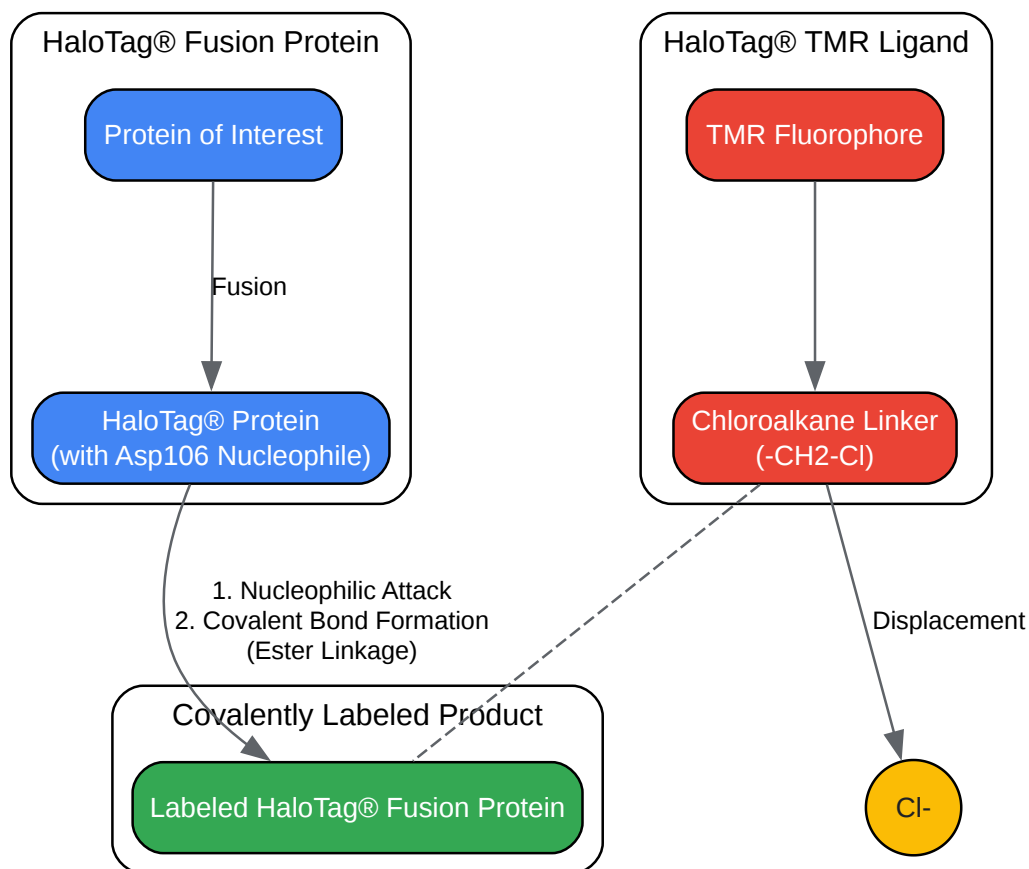 HaloTag® Fusion Protein
Protein of Interest
Fusion
HaloTag® Protein
(with Asp106 Nucleophile)
HaloTag® TMR Ligand
TMR Fluorophore
Chloroalkane Linker
(-CH2-Cl)
1. Nucleophilic Attack
2. Covalent Bond Formation
(Ester Linkage)
Displacement
Covalently Labeled Product
Labeled HaloTag® Fusion Protein
Cl-